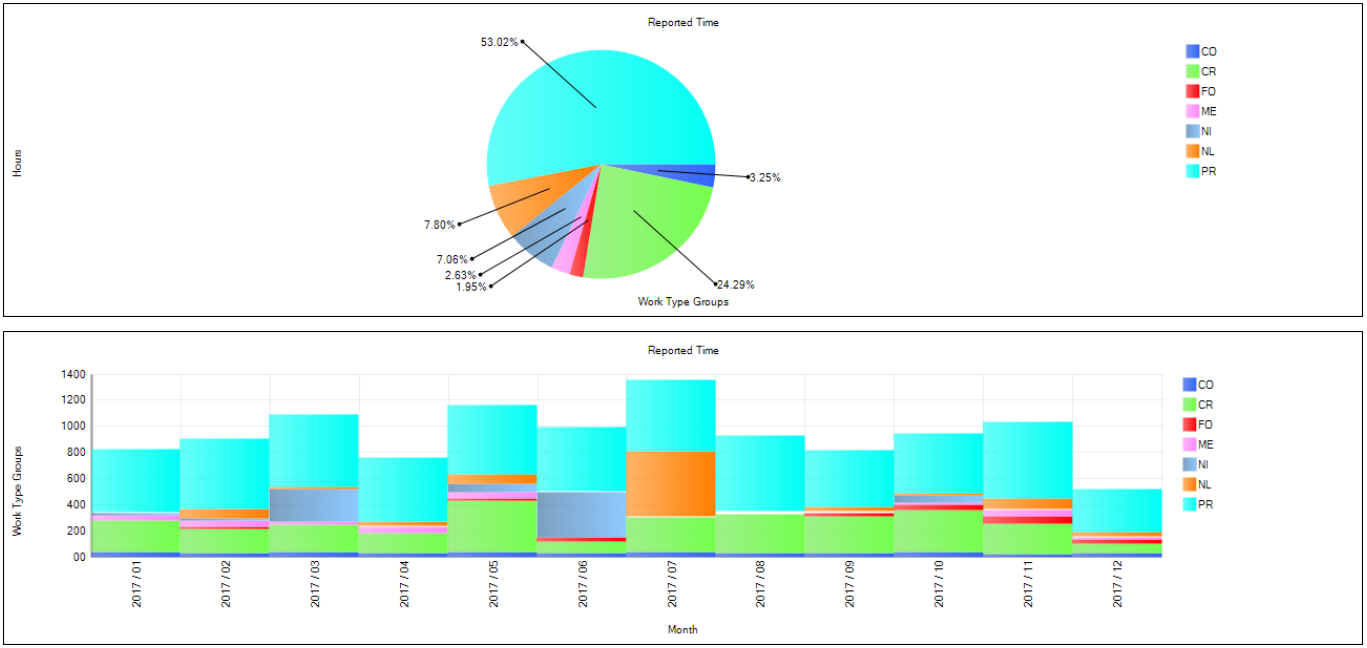 Reported Time
53.02%
CO
CR
FO
ME
NI
NL
PR
Hours
3.25%
7.80%
7.06%
2.63%
1.95%
24.29%
Work Type Groups
Reported Time
1400
1200
1000
800
600
400
200
00
CO
CR
FO
ME
NI
NL
PR
Work Type Groups
2017 / 01
2017 / 02
2017 / 03
2017 / 04
2017 / 05
2017 / 06
2017 / 07
2017 / 08
2017 / 09
2017 / 10
2017 / 11
2017 / 12
Month